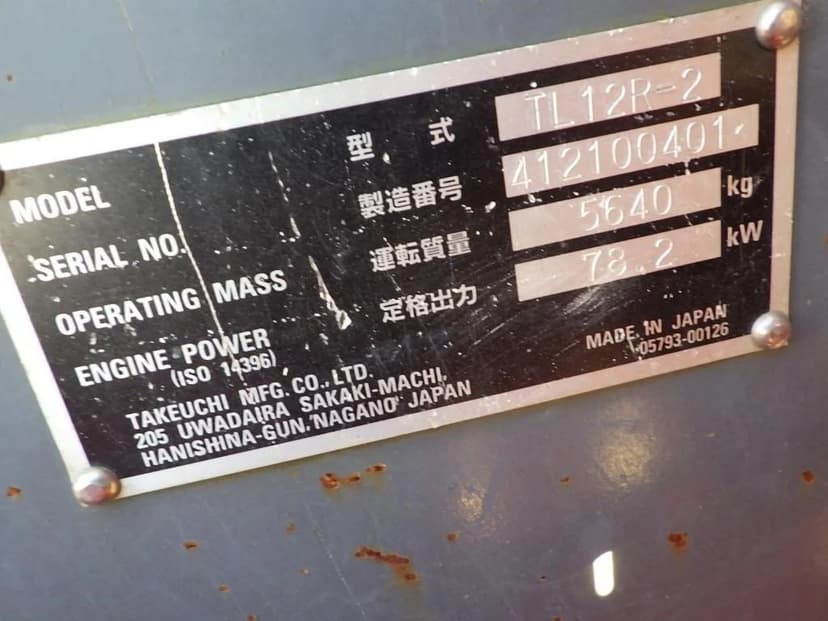 MODEL 型式 TL12R-2
SERIAL NO. 製造番号 412100401
OPERATING MASS 運転質量 5640 kg
ENGINE POWER 定格出力 78.2 kW
(ISO 14396)
TAKEUCHI MFG. CO., LTD.
205 UWADAIRA SAKAKI-MACHI,
HANISHINA-GUN, NAGANO JAPAN
MADE IN JAPAN
05793-00126